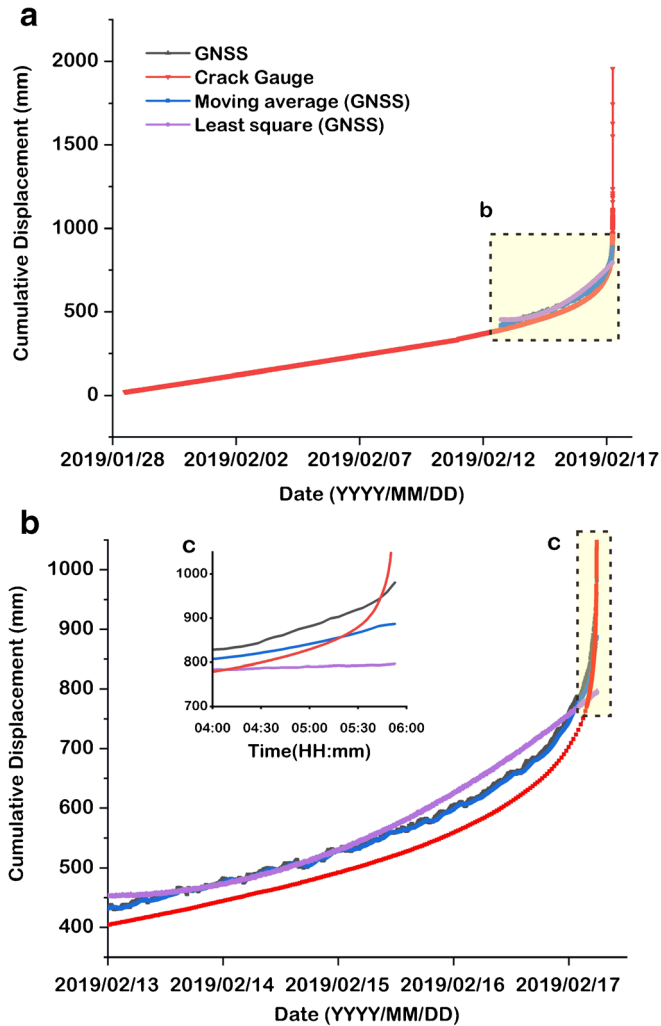 a
2000
1500
1000
500
0
Cumulative Displacement (mm)
GNSS
Crack Gauge
Moving average (GNSS)
Least square (GNSS)
b
2019/01/28 2019/02/02 2019/02/07 2019/02/12 2019/02/17
Date (YYYY/MM/DD)
b
1000
900
800
700
600
500
400
Cumulative Displacement (mm)
c
1000
900
800
700
04:00 04:30 05:00 05:30 06:00
Time(HH:mm)
c
2019/02/13 2019/02/14 2019/02/15 2019/02/16 2019/02/17
Date (YYYY/MM/DD)